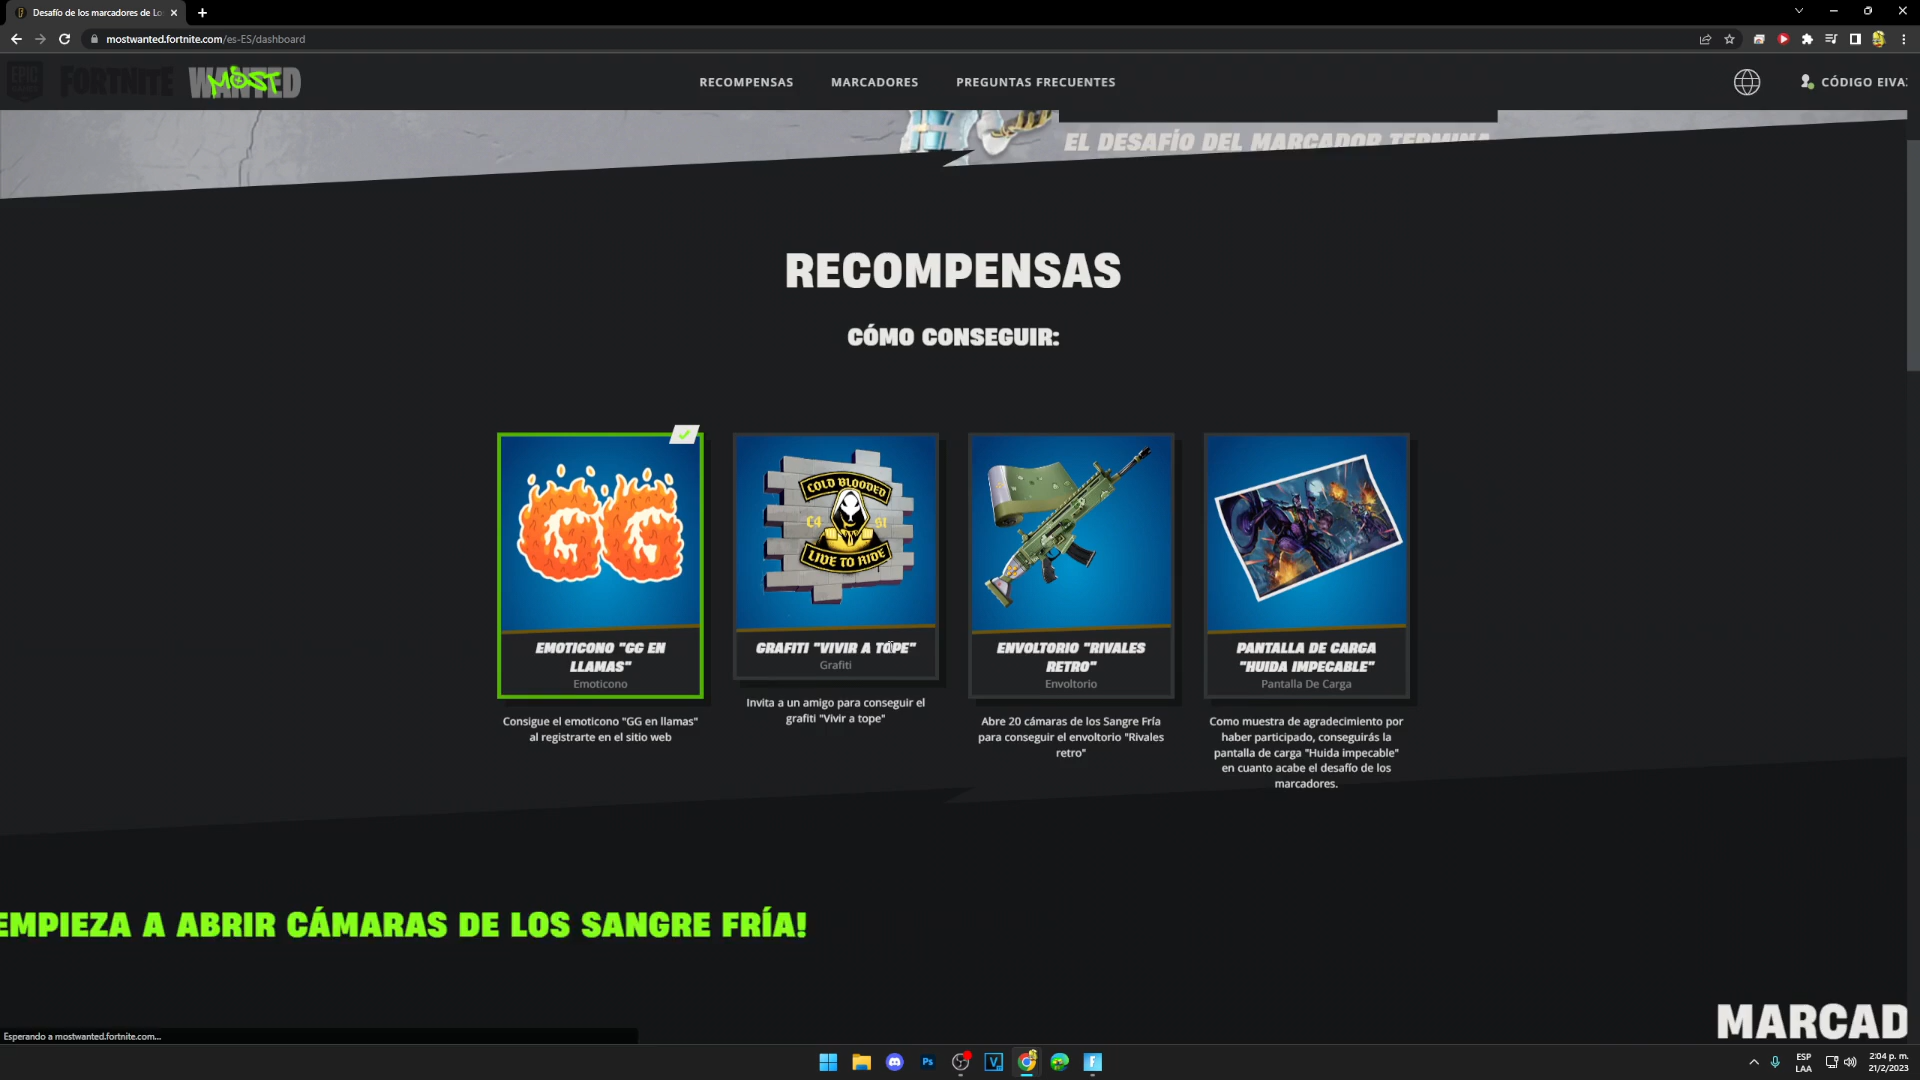 Desafío de los marcadores de Lo
mostwanted.fortnite.com/es-ES/dashboard
EPIC GAMES
FORTNITE
MOST WANTED
RECOMPENSAS
MARCADORES
PREGUNTAS FRECUENTES
CÓDIGO EIVA
EL DESAFÍO DEL MARCADOR TERMINA
RECOMPENSAS
CÓMO CONSEGUIR:
GG
COLD BLOODED
C4 S1
LIVE TO RIDE
EMOTICONO "GG EN
LLAMAS"
Emoticono
Consigue el emoticono "GG en llamas"
al registrarte en el sitio web
GRAFITI "VIVIR A TOPE"
Grafiti
Invita a un amigo para conseguir el
grafiti "Vivir a tope"
ENVOLTORIO "RIVALES
RETRO"
Envoltorio
Abre 20 cámaras de los Sangre Fría
para conseguir el envoltorio "Rivales
retro"
PANTALLA DE CARGA
"HUIDA IMPECABLE"
Pantalla De Carga
Como muestra de agradecimiento por
haber participado, conseguirás la
pantalla de carga "Huida impecable"
en cuanto acabe el desafío de los
marcadores.
EMPIEZA A ABRIR CÁMARAS DE LOS SANGRE FRÍA!
MARCAD
Esperando a mostwanted.fortnite.com...
Ps
V
F
ESP
LAA
2:04 p. m.
21/2/2023